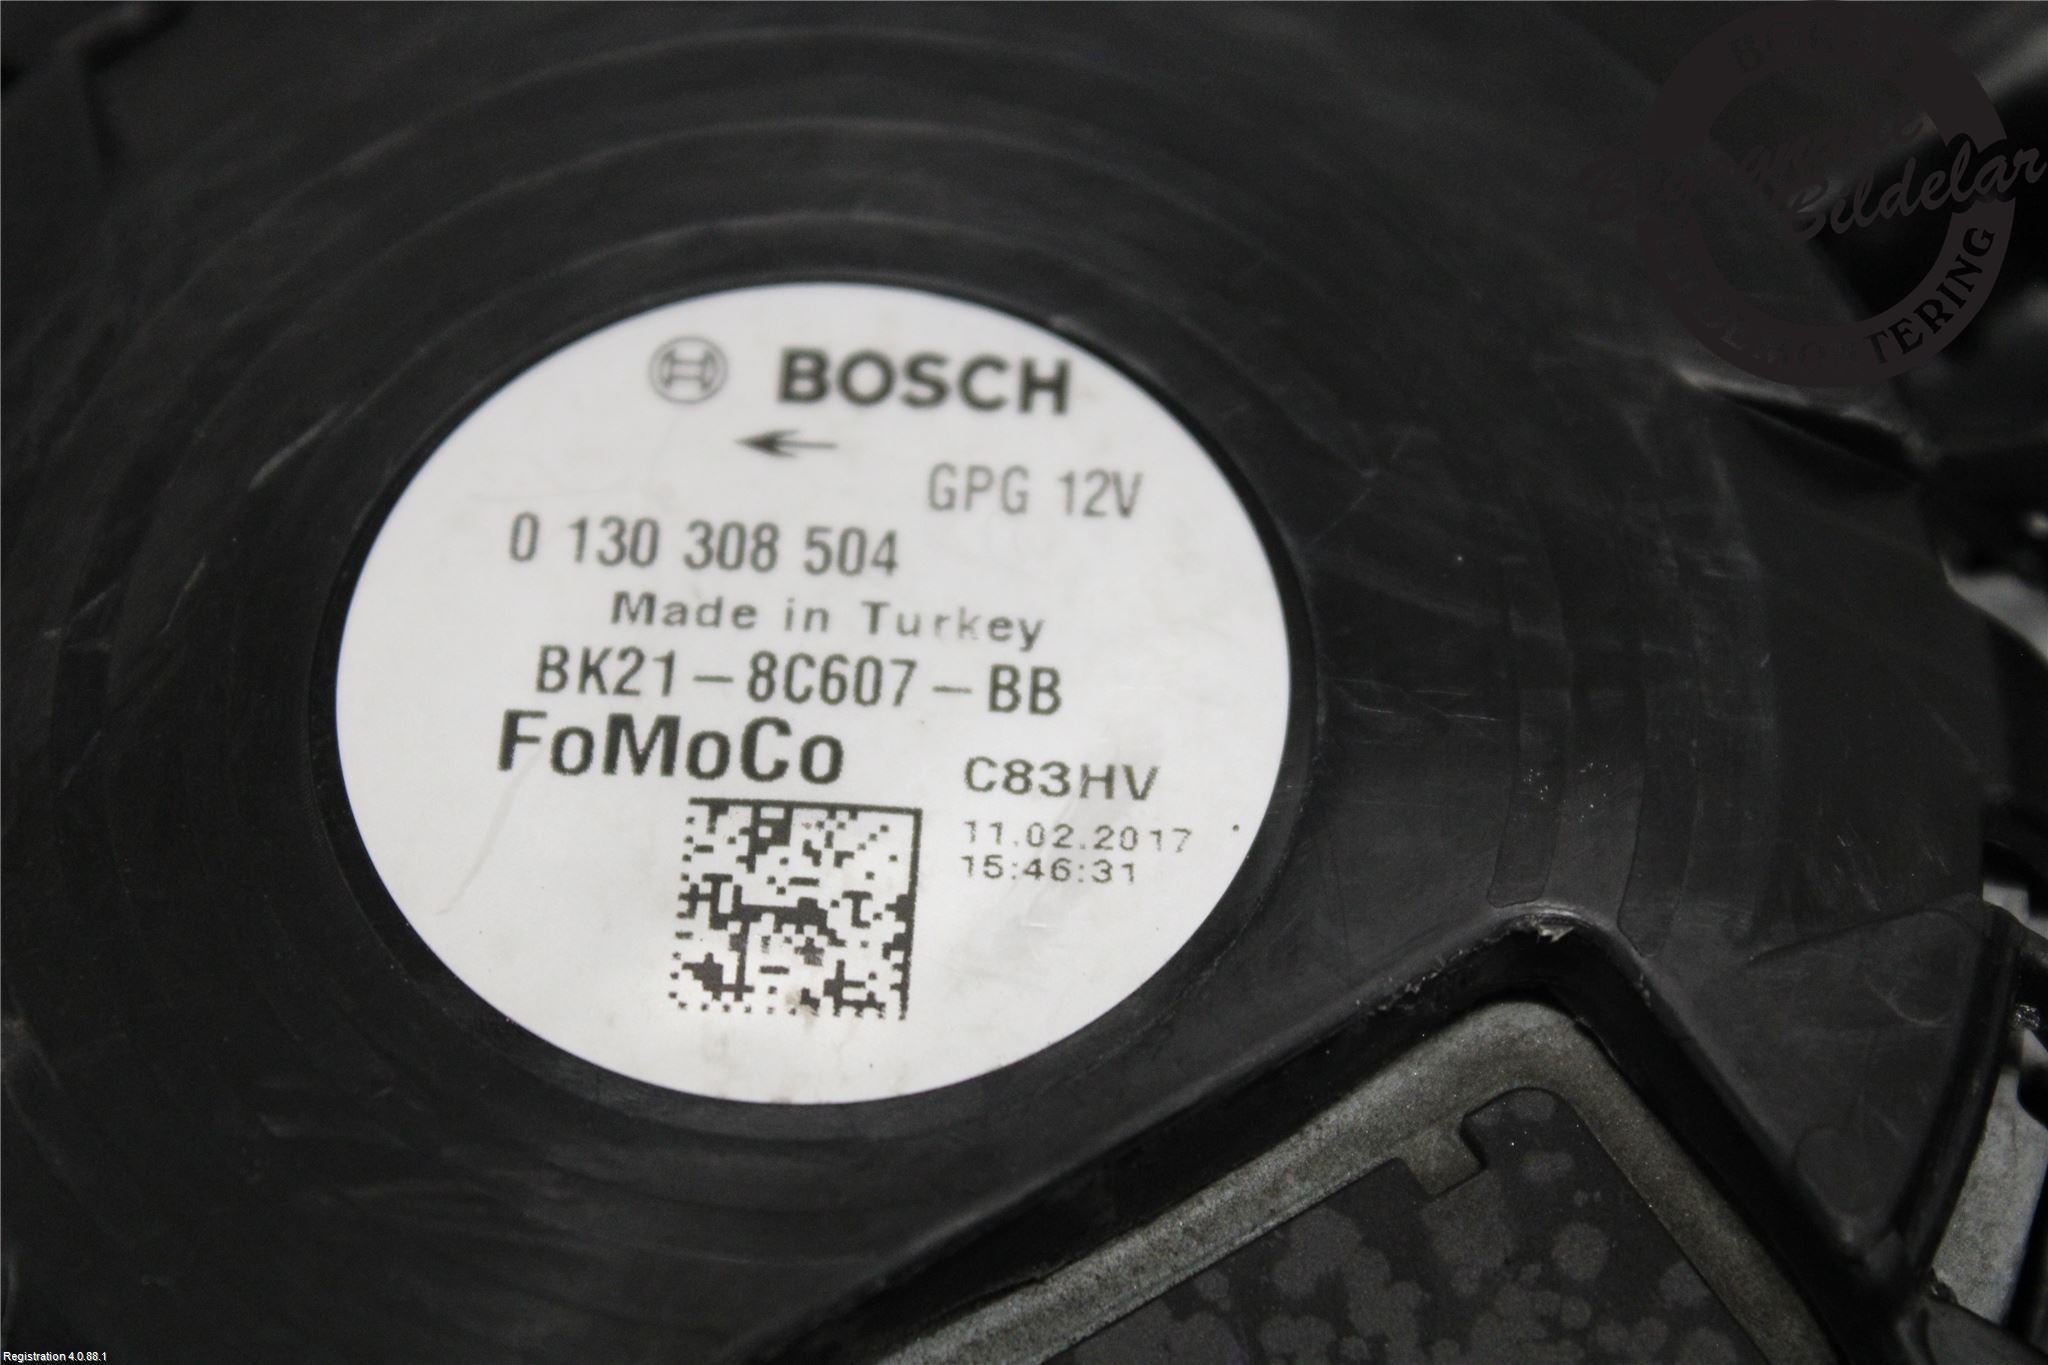 BOSCH
GPG 12V
0 130 308 504
Made in Turkey
BK21-8C607-BB
FoMoCo
C83HV
11.02.2017
15:46:31
Bildelar
DEMONTERING
Registration 4.0.88.1